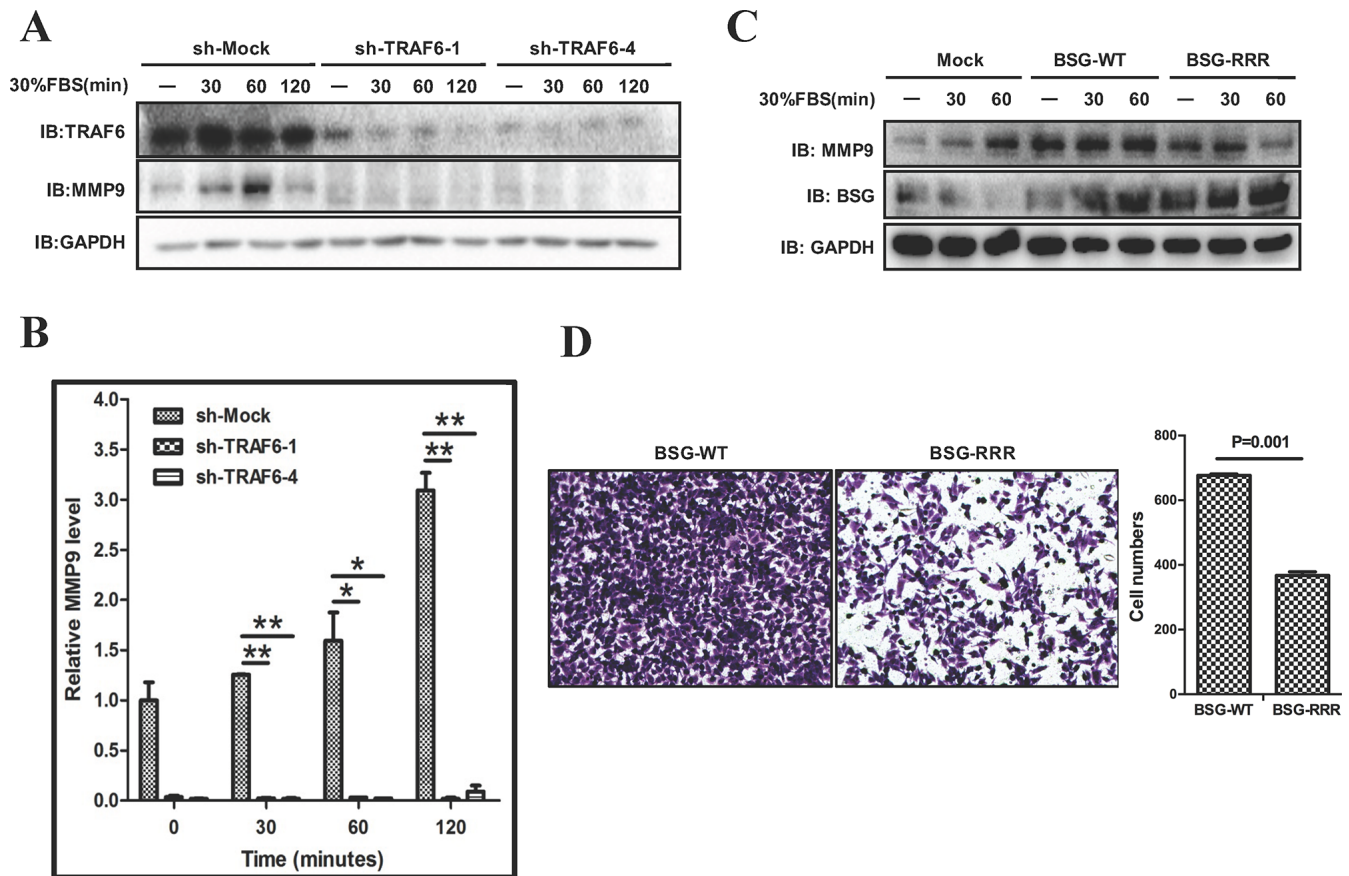 A
sh-Mock sh-TRAF6-1 sh-TRAF6-4
30%FBS(min) — 30 60 120 — 30 60 120 — 30 60 120
IB:TRAF6
IB:MMP9
IB:GAPDH
C
Mock BSG-WT BSG-RRR
30%FBS(min) — 30 60 — 30 60 — 30 60
IB: MMP9
IB: BSG
IB: GAPDH
B
Relative MMP9 level
4.0
3.5
3.0
2.5
2.0
1.5
1.0
0.5
0.0
sh-Mock
sh-TRAF6-1
sh-TRAF6-4
**
**
*
*
**
**
0 30 60 120
Time (minutes)
D
BSG-WT BSG-RRR
Cell numbers
800
600
400
200
0
P=0.001
BSG-WT BSG-RRR